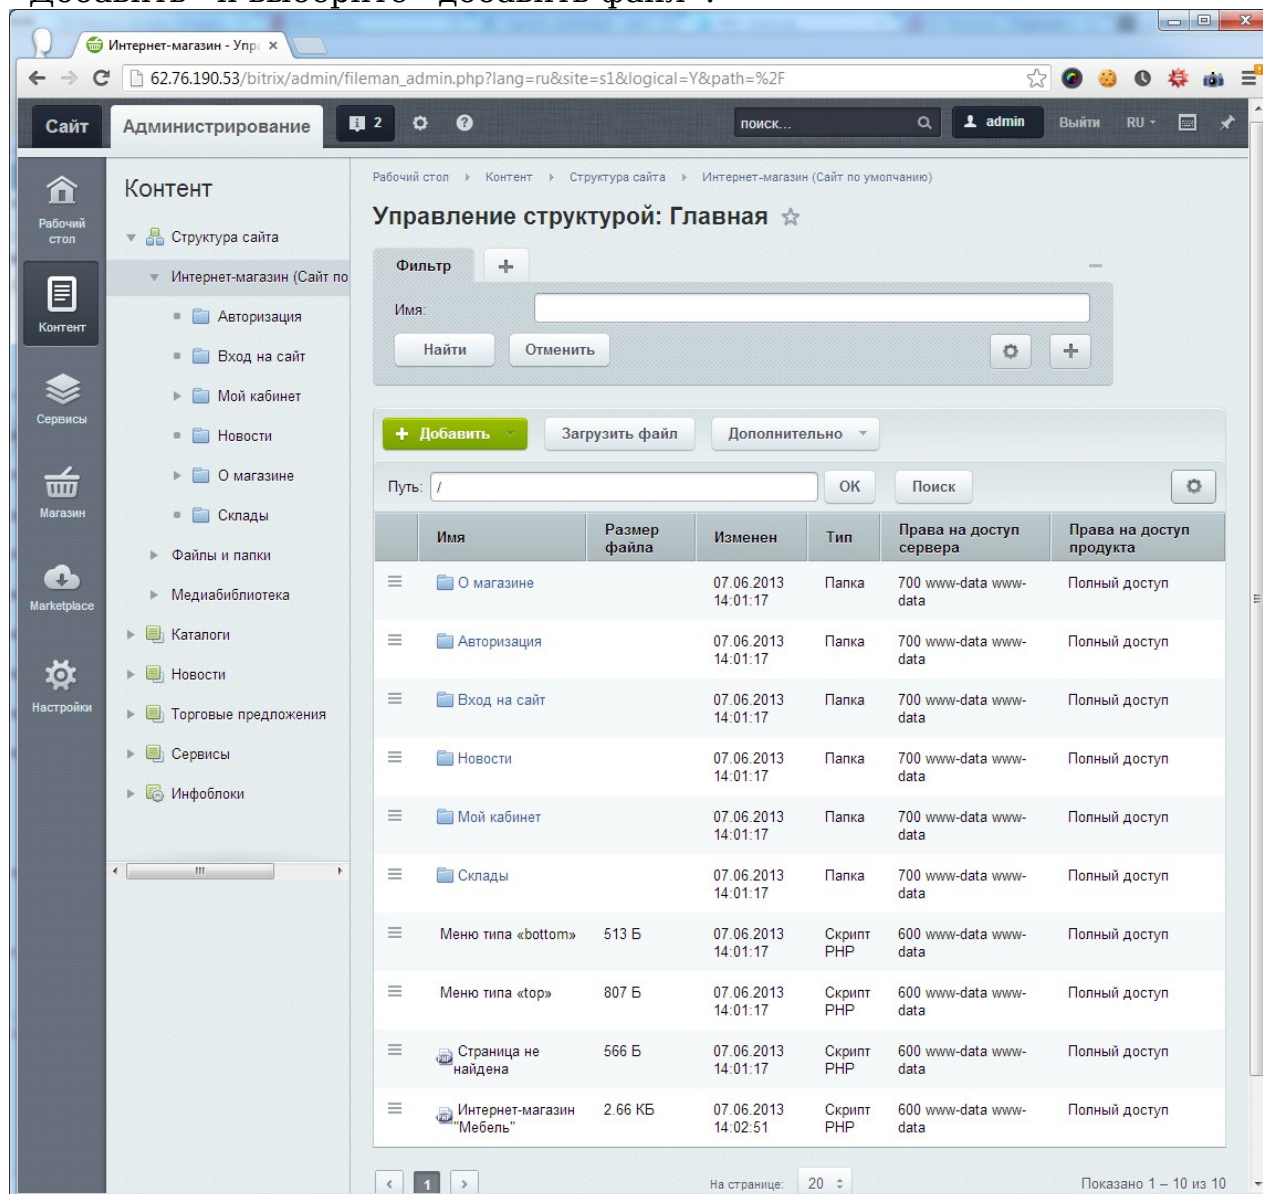 "Добавить" и выберите "добавить файл".
Интернет-магазин - Упра
62.76.190.53/bitrix/admin/fileman_admin.php?lang=ru&site=s1&logical=Y&path=%2F
Сайт
Администрирование
2
поиск...
admin
Выйти
RU
Рабочий стол
Контент
Сервисы
Магазин
Marketplace
Настройки
Контент
Структура сайта
Интернет-магазин (Сайт по
Авторизация
Вход на сайт
Мой кабинет
Новости
О магазине
Склады
Файлы и папки
Медиабиблиотека
Каталоги
Новости
Торговые предложения
Сервисы
Инфоблоки
Рабочий стол Контент Структура сайта Интернет-магазин (Сайт по умолчанию)
Управление структурой: Главная
Фильтр
Имя:
Найти Отменить
Добавить Загрузить файл Дополнительно
Путь: / OK Поиск
Имя Размер файла Изменен Тип Права на доступ сервера Права на доступ продукта
О магазине 07.06.2013 14:01:17 Папка 700 www-data www-data Полный доступ
Авторизация 07.06.2013 14:01:17 Папка 700 www-data www-data Полный доступ
Вход на сайт 07.06.2013 14:01:17 Папка 700 www-data www-data Полный доступ
Новости 07.06.2013 14:01:17 Папка 700 www-data www-data Полный доступ
Мой кабинет 07.06.2013 14:01:17 Папка 700 www-data www-data Полный доступ
Склады 07.06.2013 14:01:17 Папка 700 www-data www-data Полный доступ
Меню типа «bottom» 513 Б 07.06.2013 14:01:17 Скрипт PHP 600 www-data www-data Полный доступ
Меню типа «top» 807 Б 07.06.2013 14:01:17 Скрипт PHP 600 www-data www-data Полный доступ
Страница не найдена 566 Б 07.06.2013 14:01:17 Скрипт PHP 600 www-data www-data Полный доступ
Интернет-магазин "Мебель" 2.66 КБ 07.06.2013 14:02:51 Скрипт PHP 600 www-data www-data Полный доступ
1
На странице: 20
Показано 1 – 10 из 10